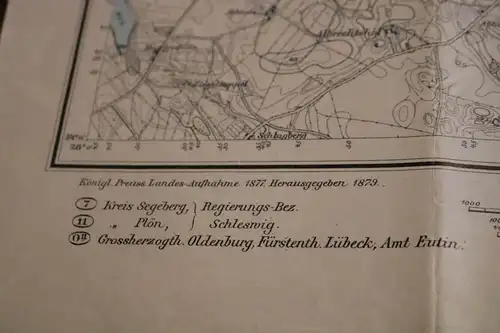 Schlagberg
Königl. Preuss. Landes-Aufnahme 1877. Herausgegeben 1879.
7 Kreis Segeberg, } Regierungs-Bez.
11 „ Plön, } Schleswig.
Grossherzogth. Oldenburg, Fürstenth. Lübeck, Amt Eutin.
1000